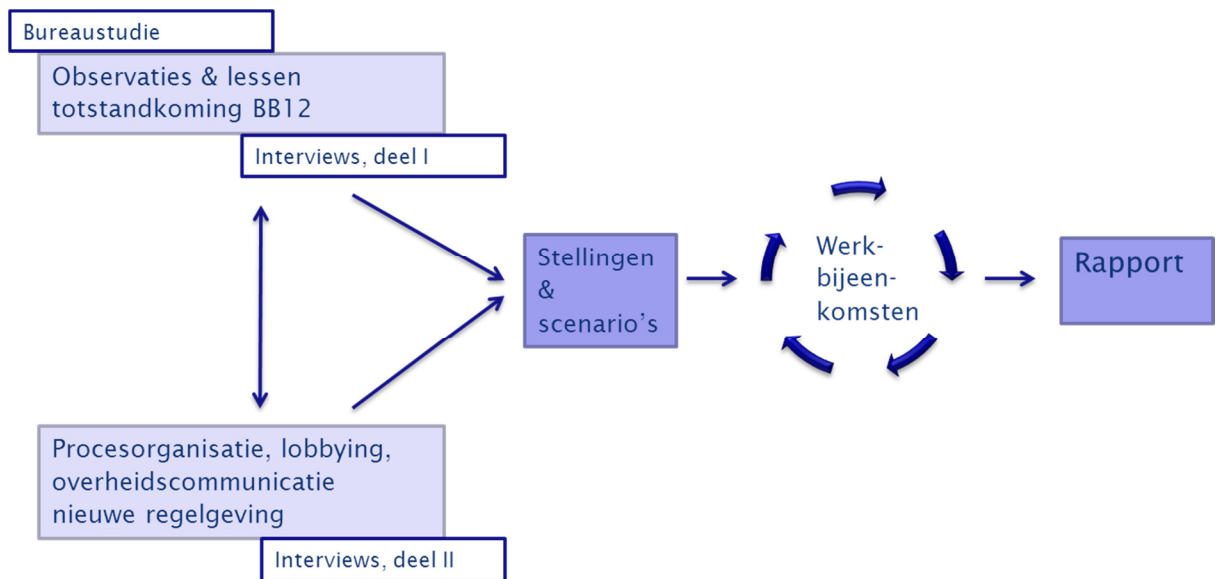 Bureaustudie
Observaties & lessen
totstandkoming BB12
Interviews, deel I
Procesorganisatie, lobbying,
overheidscommunicatie
nieuwe regelgeving
Interviews, deel II
Stellingen
&
scenario’s
Werk-
bijeen-
komsten
Rapport